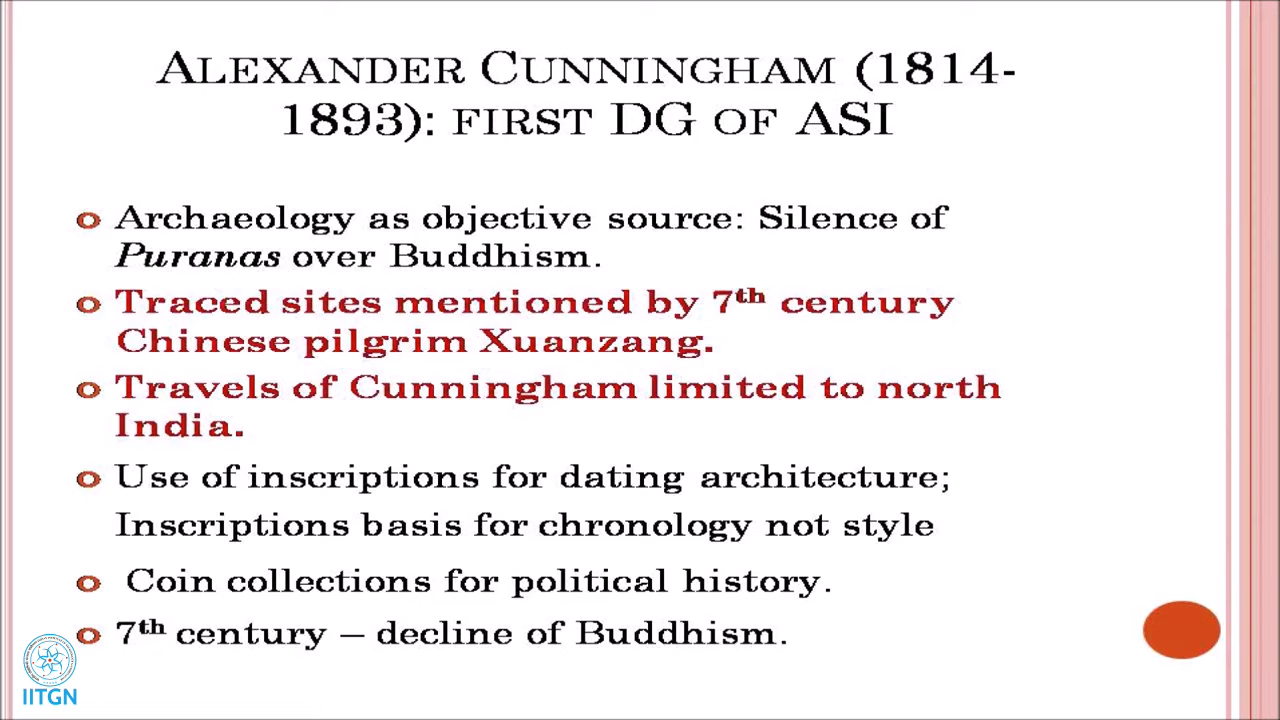 ALEXANDER CUNNINGHAM (1814-
1893): FIRST DG OF ASI
Archaeology as objective source: Silence of
Puranas over Buddhism.
Traced sites mentioned by 7th century
Chinese pilgrim Xuanzang.
Travels of Cunningham limited to north
India.
Use of inscriptions for dating architecture;
Inscriptions basis for chronology not style
Coin collections for political history.
7th century – decline of Buddhism.
IITGN